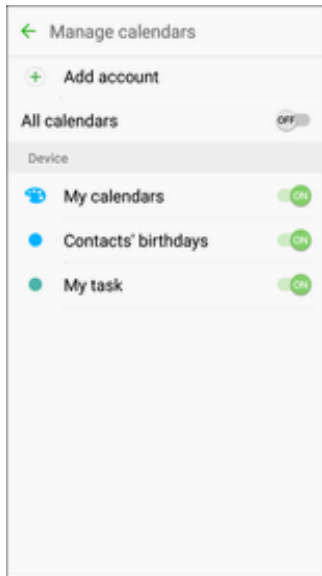 Manage calendars
Add account
All calendars OFF
Device
My calendars ON
Contacts' birthdays ON
My task ON